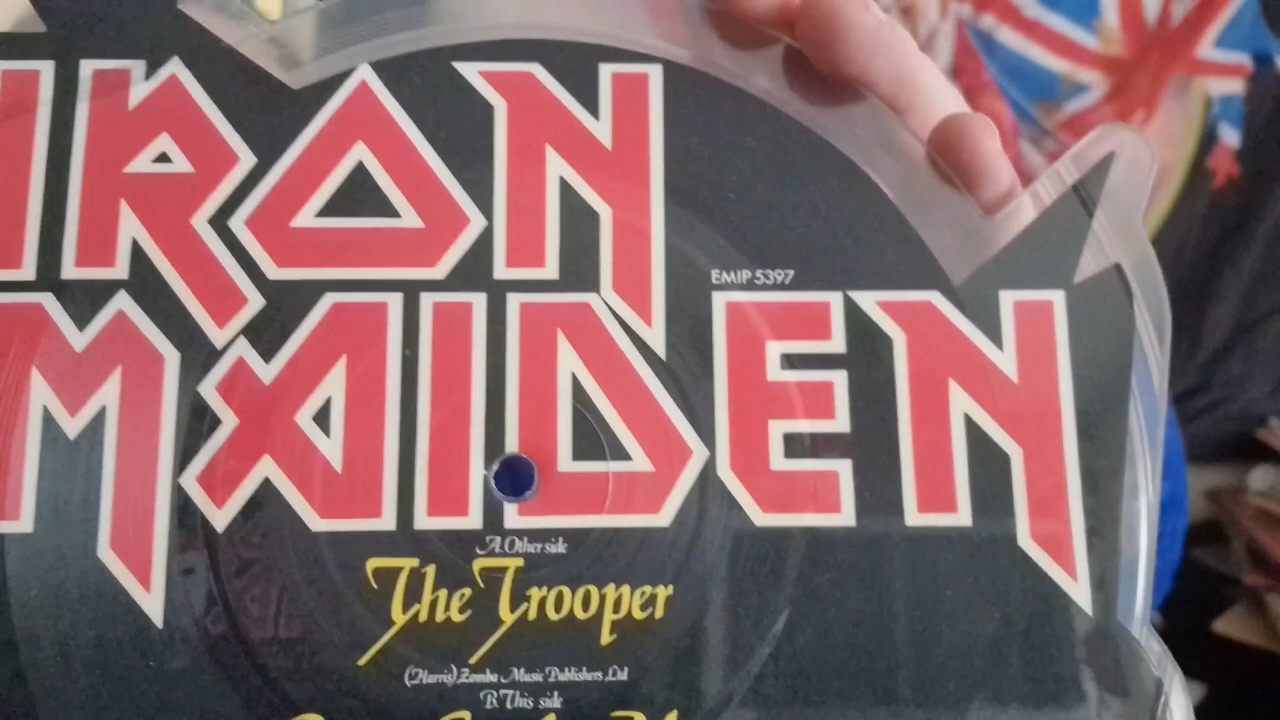 IRON
EMIP 5397
MAIDEN
A. Other side
The Trooper
(Harris) Zomba Music Publishers Ltd
B. This side